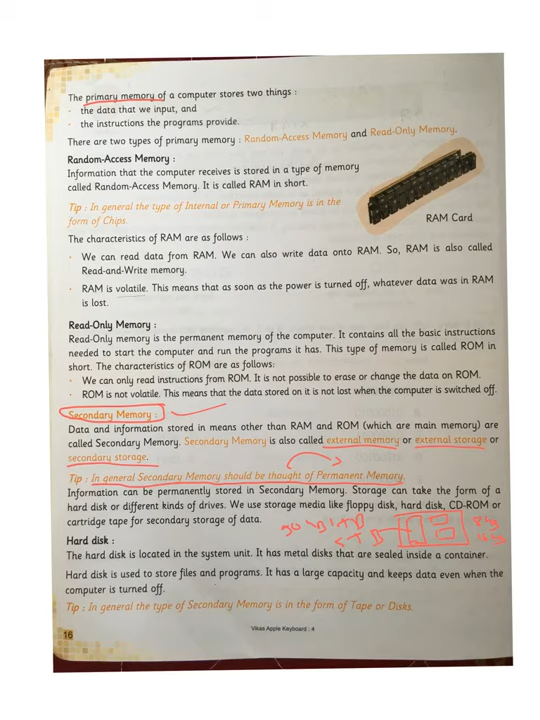 The primary memory of a computer stores two things :
- the data that we input, and
- the instructions the programs provide.
There are two types of primary memory : Random-Access Memory and Read-Only Memory.
Random-Access Memory :
Information that the computer receives is stored in a type of memory
called Random-Access Memory. It is called RAM in short.
Tip : In general the type of Internal or Primary Memory is in the
form of Chips.
RAM Card
The characteristics of RAM are as follows :
- We can read data from RAM. We can also write data onto RAM. So, RAM is also called
Read-and-Write memory.
- RAM is volatile. This means that as soon as the power is turned off, whatever data was in RAM
is lost.
Read-Only Memory :
Read-Only memory is the permanent memory of the computer. It contains all the basic instructions
needed to start the computer and run the programs it has. This type of memory is called ROM in
short. The characteristics of ROM are as follows:
- We can only read instructions from ROM. It is not possible to erase or change the data on ROM.
- ROM is not volatile. This means that the data stored on it is not lost when the computer is switched off.
Secondary Memory :
Data and information stored in means other than RAM and ROM (which are main memory) are
called Secondary Memory. Secondary Memory is also called external memory or external storage or
secondary storage.
Tip : In general Secondary Memory should be thought of Permanent Memory.
Information can be permanently stored in Secondary Memory. Storage can take the form of a
hard disk or different kinds of drives. We use storage media like floppy disk, hard disk, CD-ROM or
cartridge tape for secondary storage of data.
Hard disk :
The hard disk is located in the system unit. It has metal disks that are sealed inside a container.
Hard disk is used to store files and programs. It has a large capacity and keeps data even when the
computer is turned off.
Tip : In general the type of Secondary Memory is in the form of Tape or Disks.
16
Vikas Apple Keyboard : 4